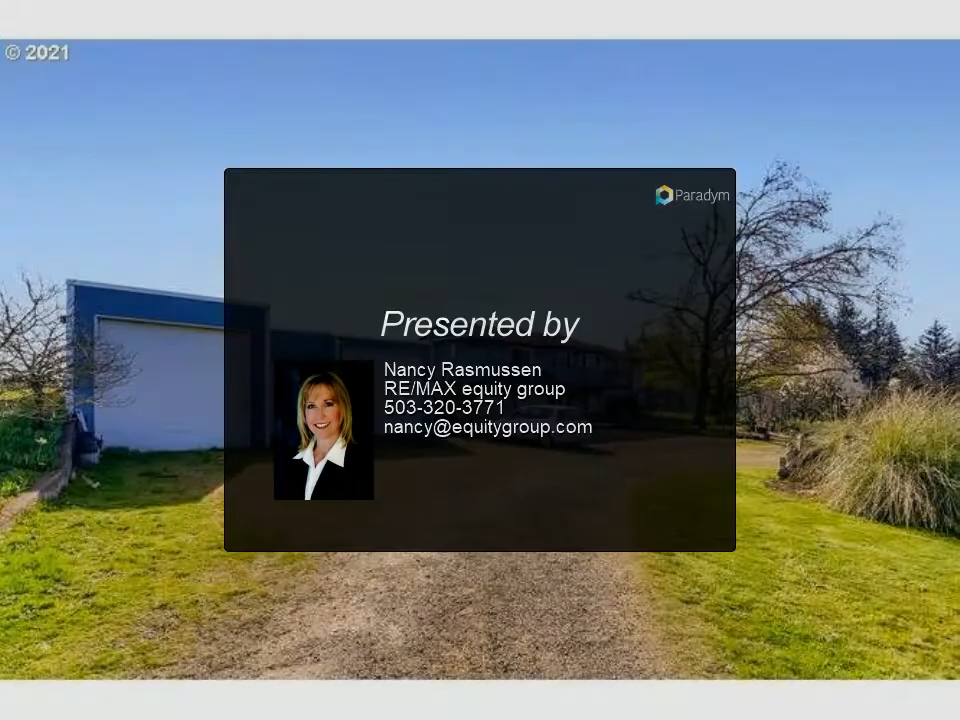 © 2021
Paradym
Presented by
Nancy Rasmussen
RE/MAX equity group
503-320-3771
nancy@equitygroup.com